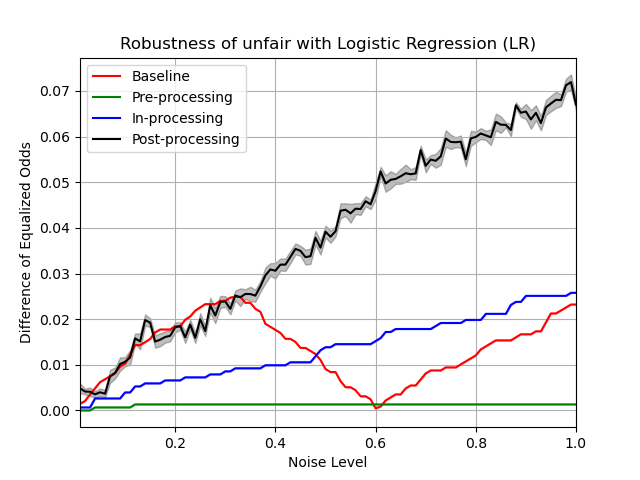 Robustness of unfair with Logistic Regression (LR)
Baseline
Pre-processing
In-processing
Post-processing
Difference of Equalized Odds
0.07
0.06
0.05
0.04
0.03
0.02
0.01
0.00
0.2 0.4 0.6 0.8 1.0
Noise Level